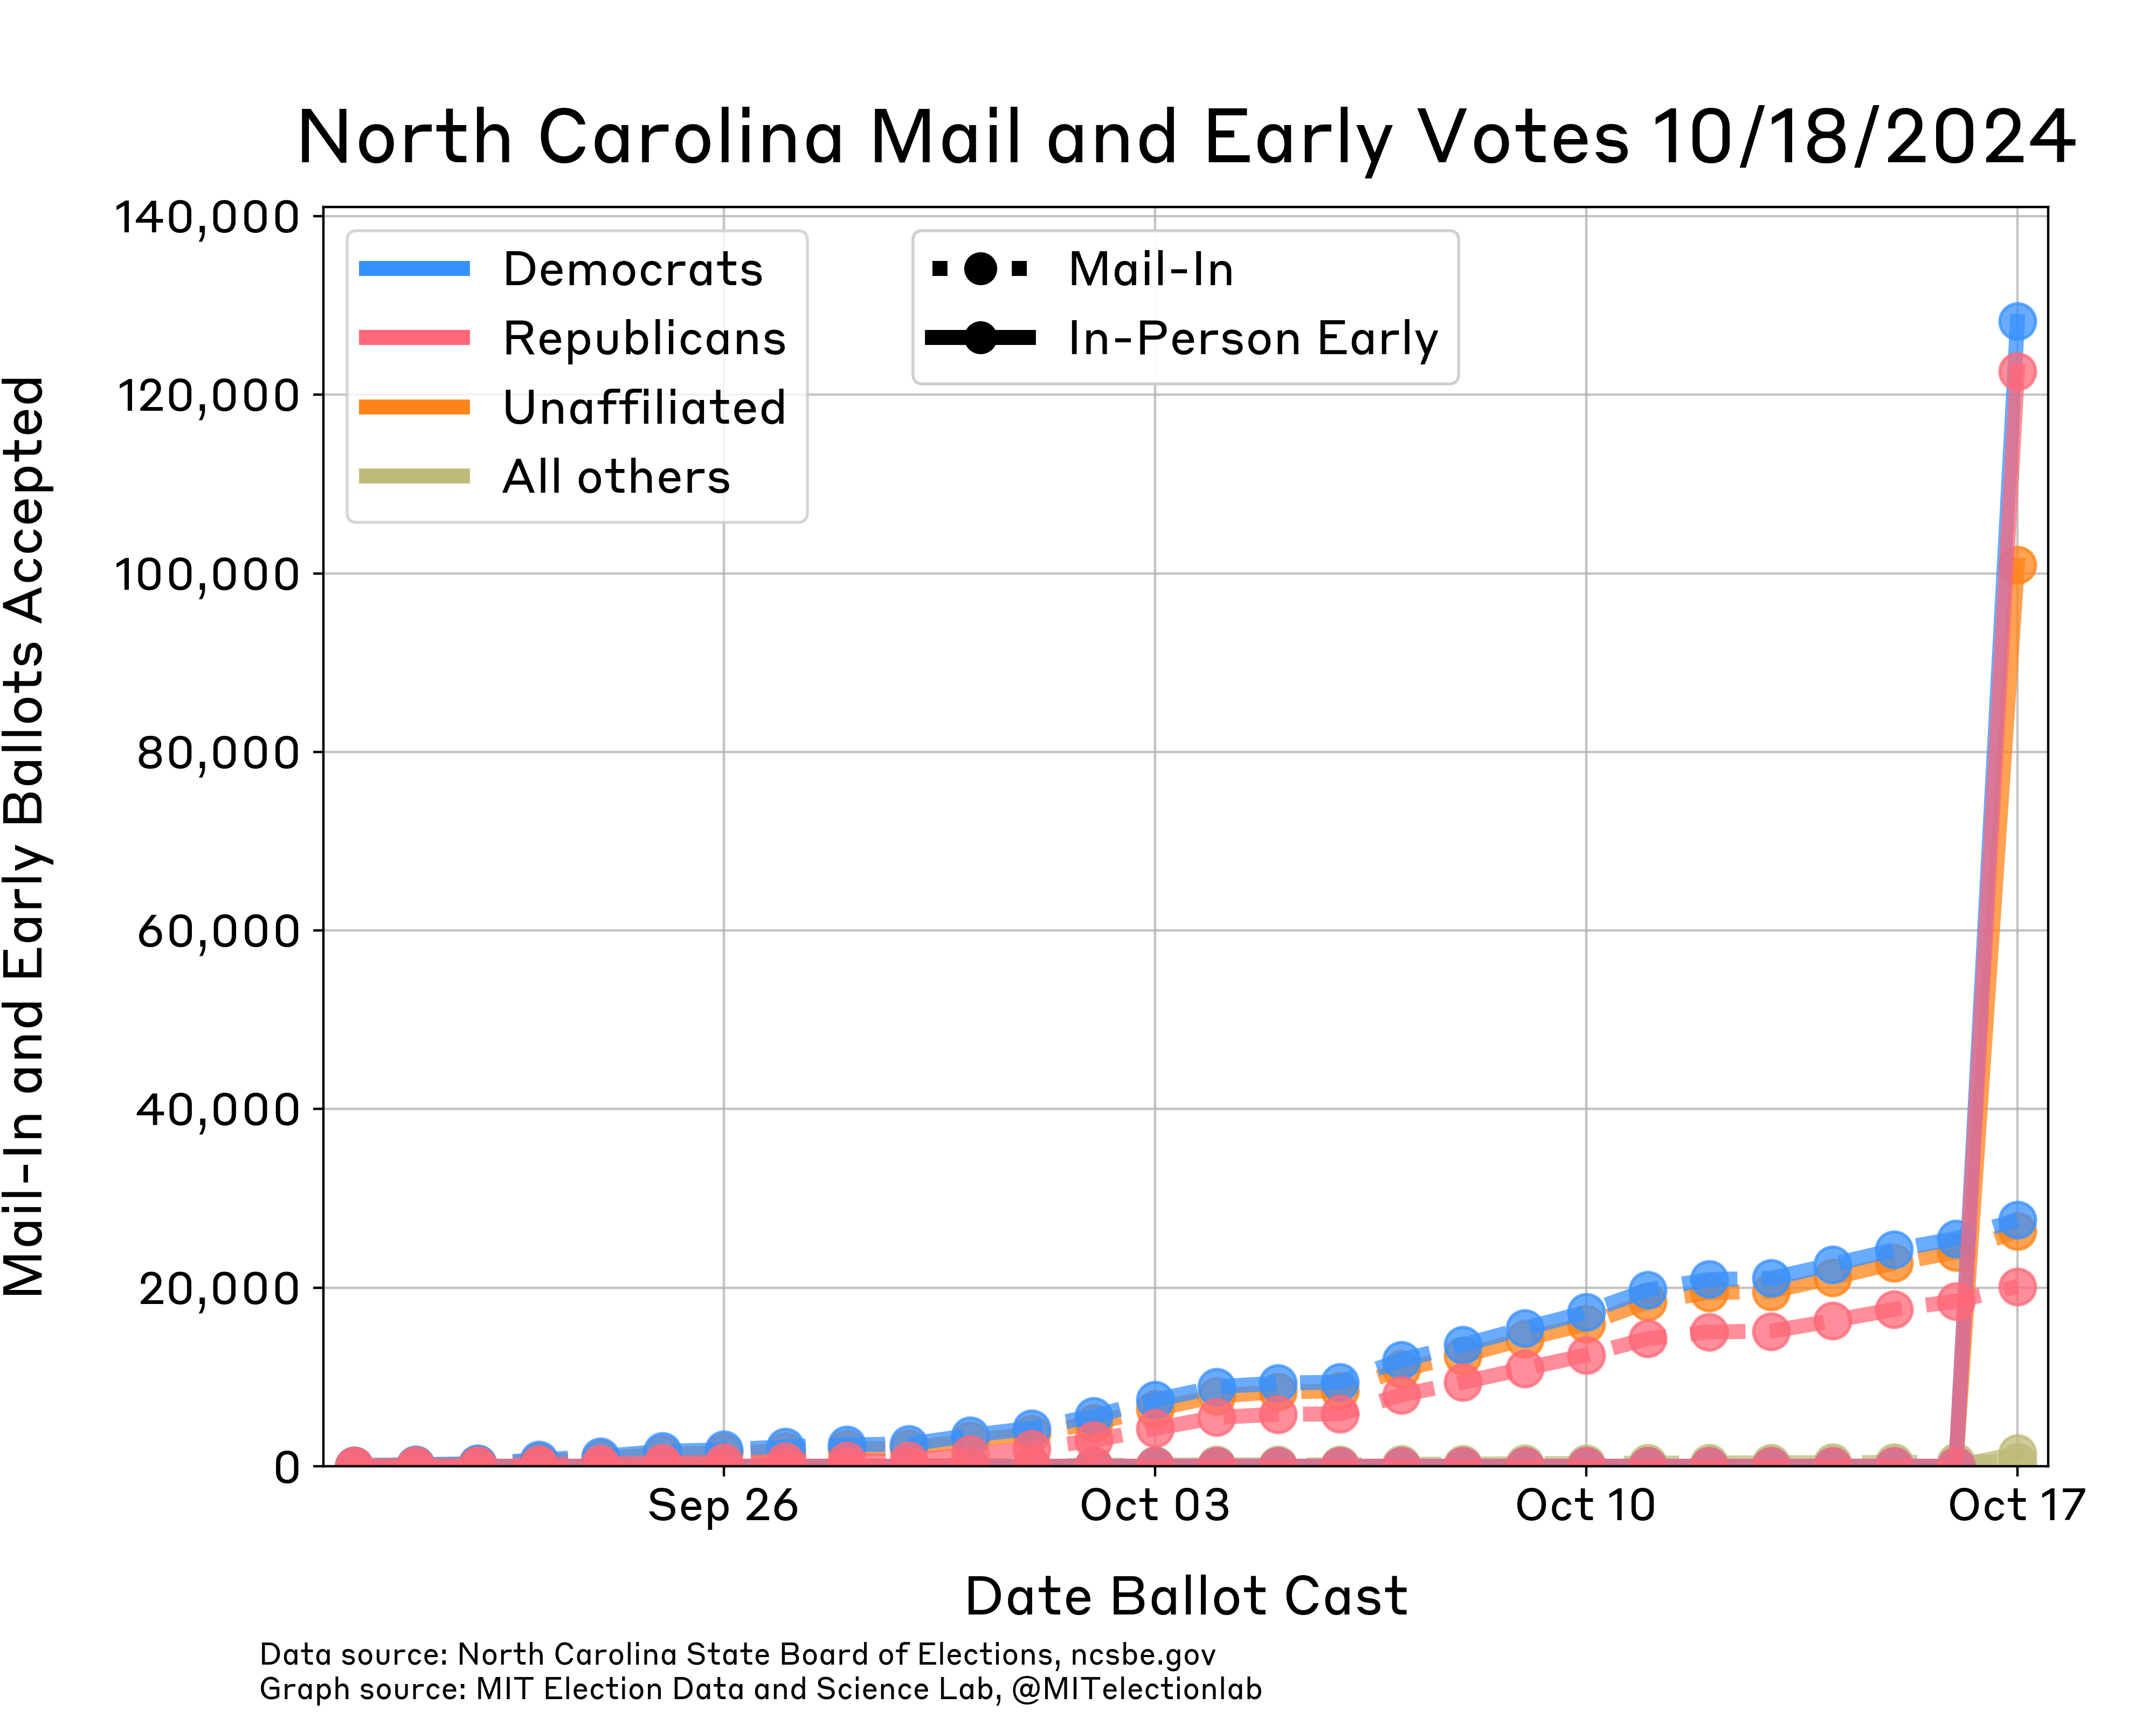 North Carolina Mail and Early Votes 10/18/2024
Mail-In and Early Ballots Accepted
140,000
120,000
100,000
80,000
60,000
40,000
20,000
0
Democrats
Republicans
Unaffiliated
All others
Mail-In
In-Person Early
Sep 26
Oct 03
Oct 10
Oct 17
Date Ballot Cast
Data source: North Carolina State Board of Elections, ncsbe.gov
Graph source: MIT Election Data and Science Lab, @MITelectionlab